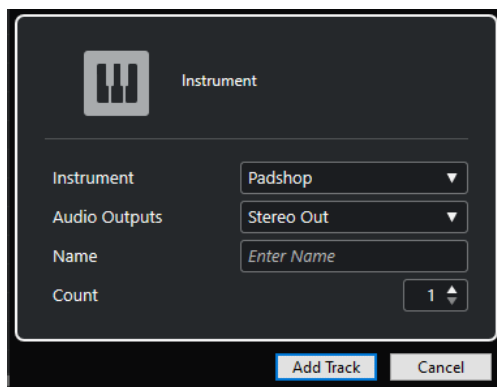 Instrument
Instrument Padshop
Audio Outputs Stereo Out
Name Enter Name
Count 1
Add Track Cancel